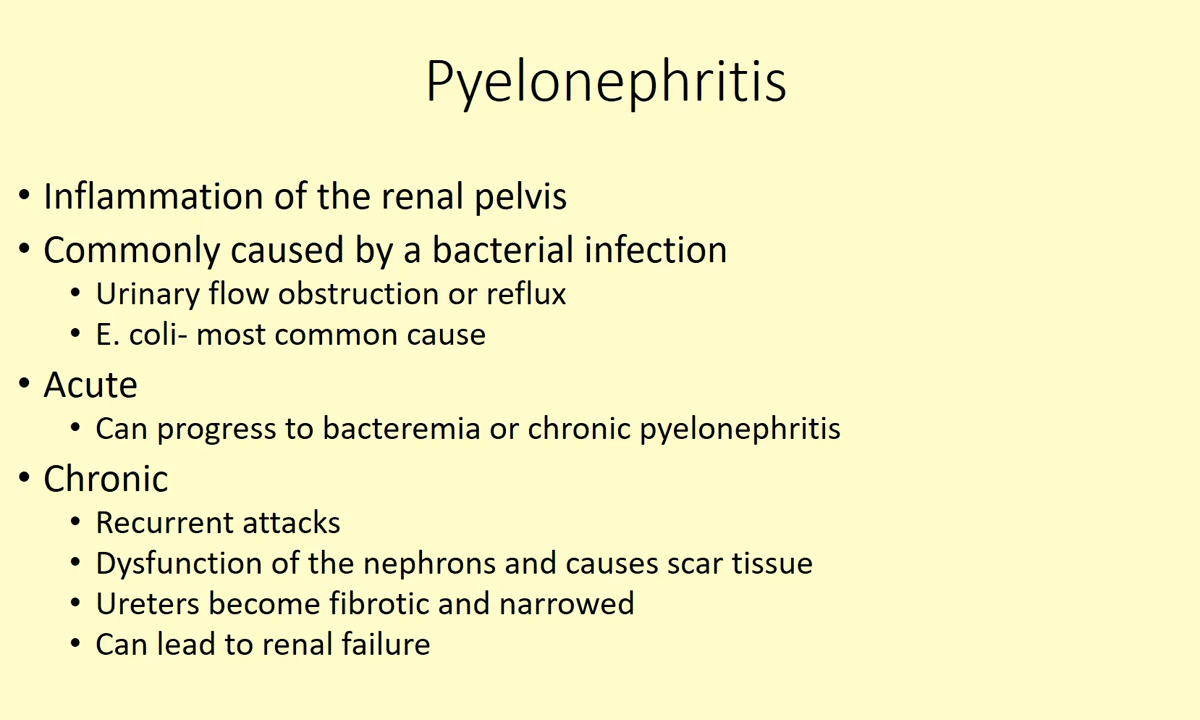 Pyelonephritis
• Inflammation of the renal pelvis
• Commonly caused by a bacterial infection
• Urinary flow obstruction or reflux
• E. coli- most common cause
• Acute
• Can progress to bacteremia or chronic pyelonephritis
• Chronic
• Recurrent attacks
• Dysfunction of the nephrons and causes scar tissue
• Ureters become fibrotic and narrowed
• Can lead to renal failure